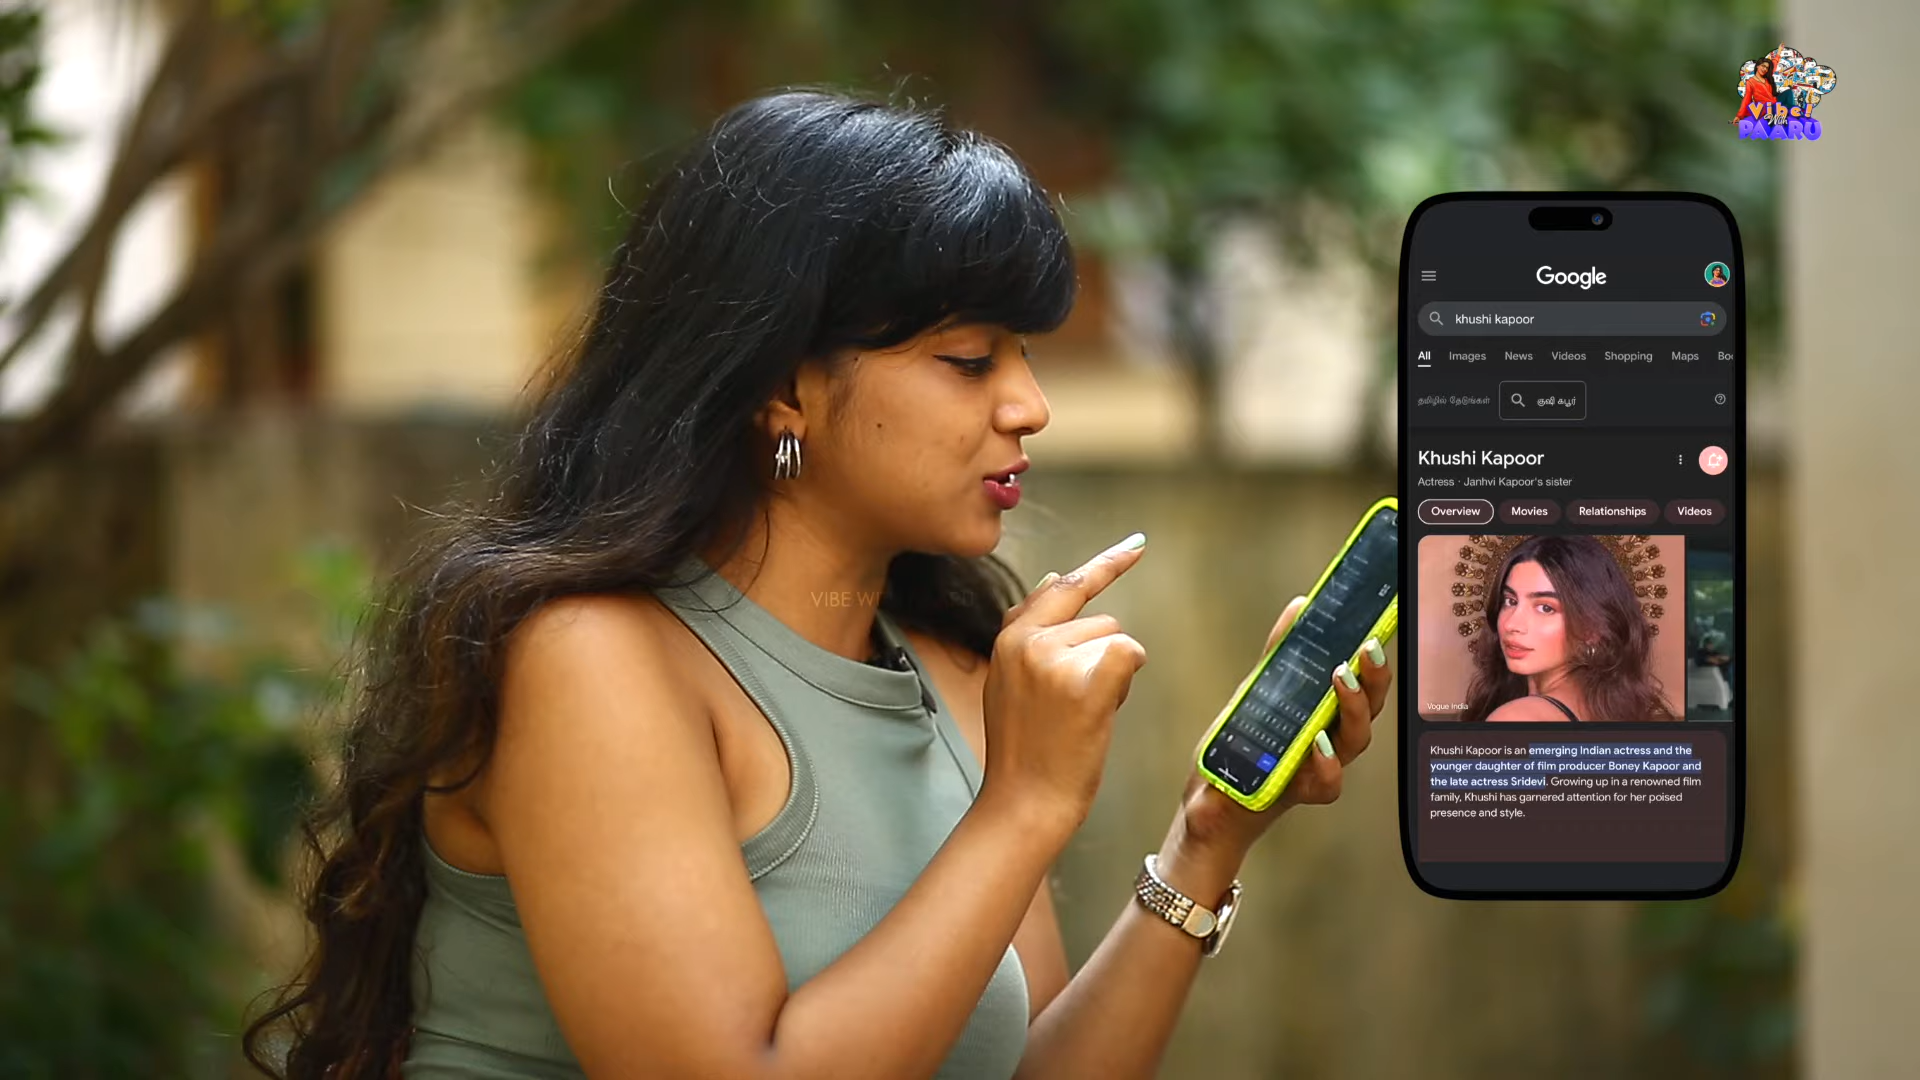 Vibe!
With
PAARU
Google
khushi kapoor
All Images News Videos Shopping Maps Boo
தமிழில் தேடுங்கள் குஷி கபூர்
Khushi Kapoor
Actress · Janhvi Kapoor's sister
Overview Movies Relationships Videos
Vogue India
Khushi Kapoor is an emerging Indian actress and the
younger daughter of film producer Boney Kapoor and
the late actress Sridevi. Growing up in a renowned film
family, Khushi has garnered attention for her poised
presence and style.
VIBE